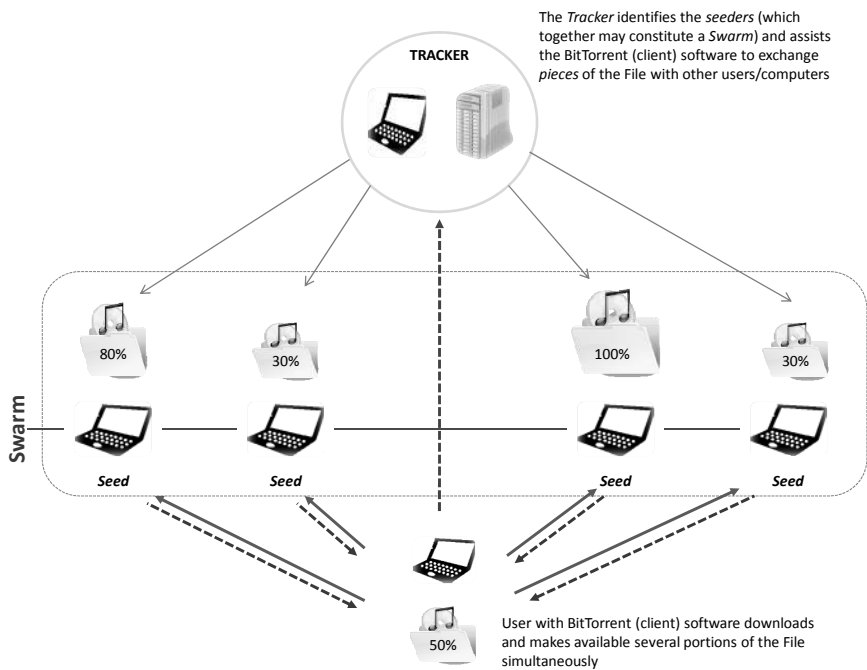 The Tracker identifies the seeders (which
together may constitute a Swarm) and assists
the BitTorrent (client) software to exchange
pieces of the File with other users/computers
TRACKER
80%
30%
100%
30%
Swarm
Seed
Seed
Seed
Seed
50%
User with BitTorrent (client) software downloads
and makes available several portions of the File
simultaneously